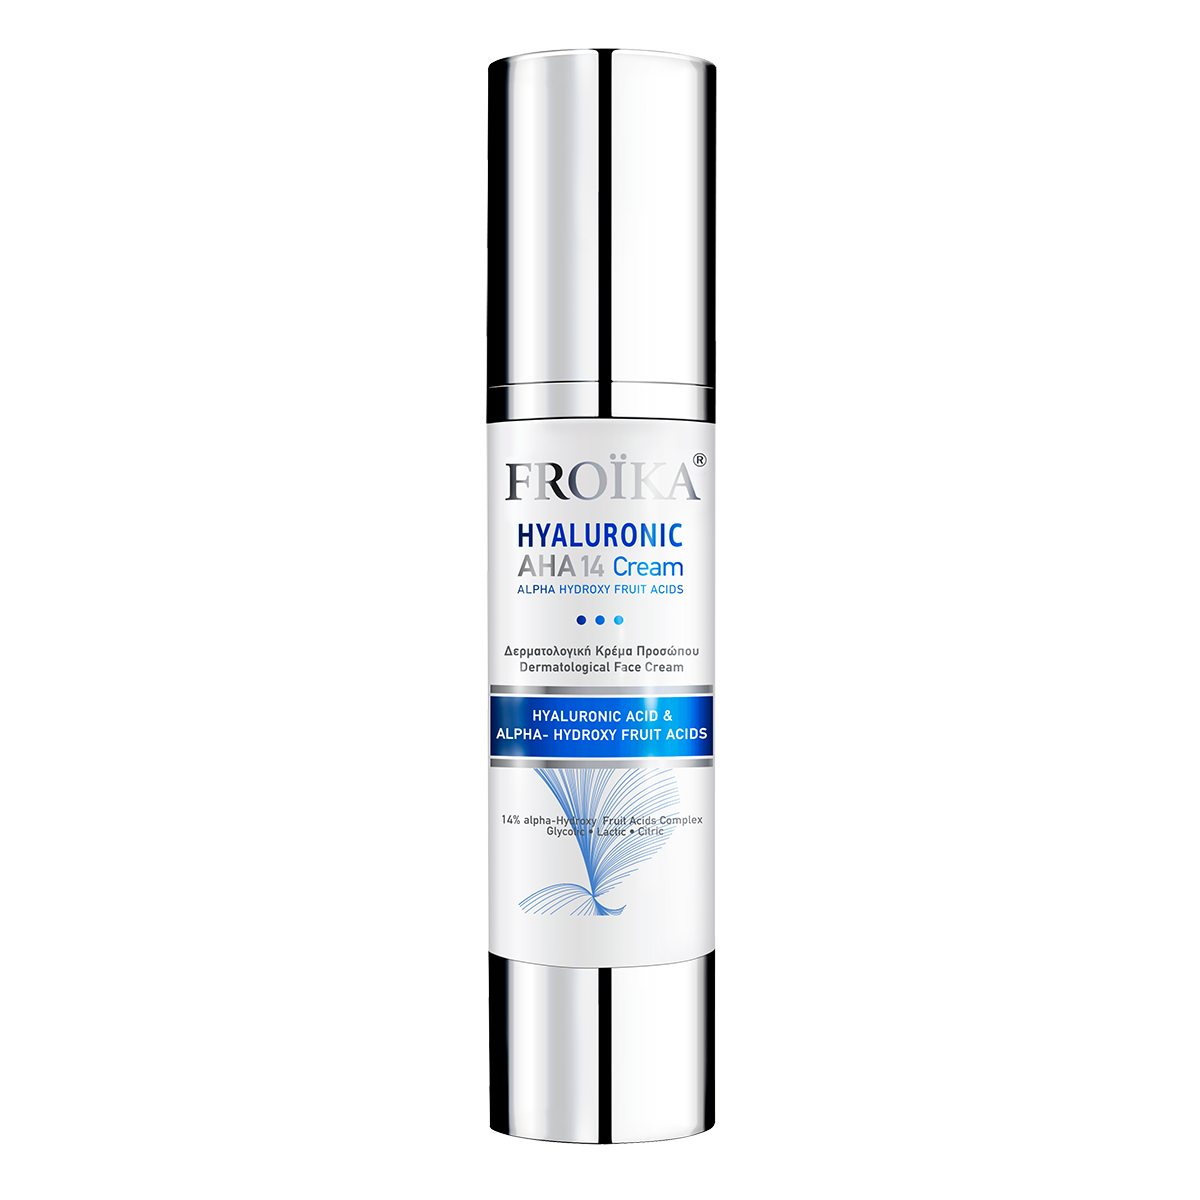 FROÏKA®
HYALURONIC
AHA 14 Cream
ALPHA HYDROXY FRUIT ACIDS
Δερματολογική Κρέμα Προσώπου
Dermatological Face Cream
HYALURONIC ACID &
ALPHA- HYDROXY FRUIT ACIDS
14% alpha-Hydroxy Fruit Acids Complex
Glycolic • Lactic • Citric